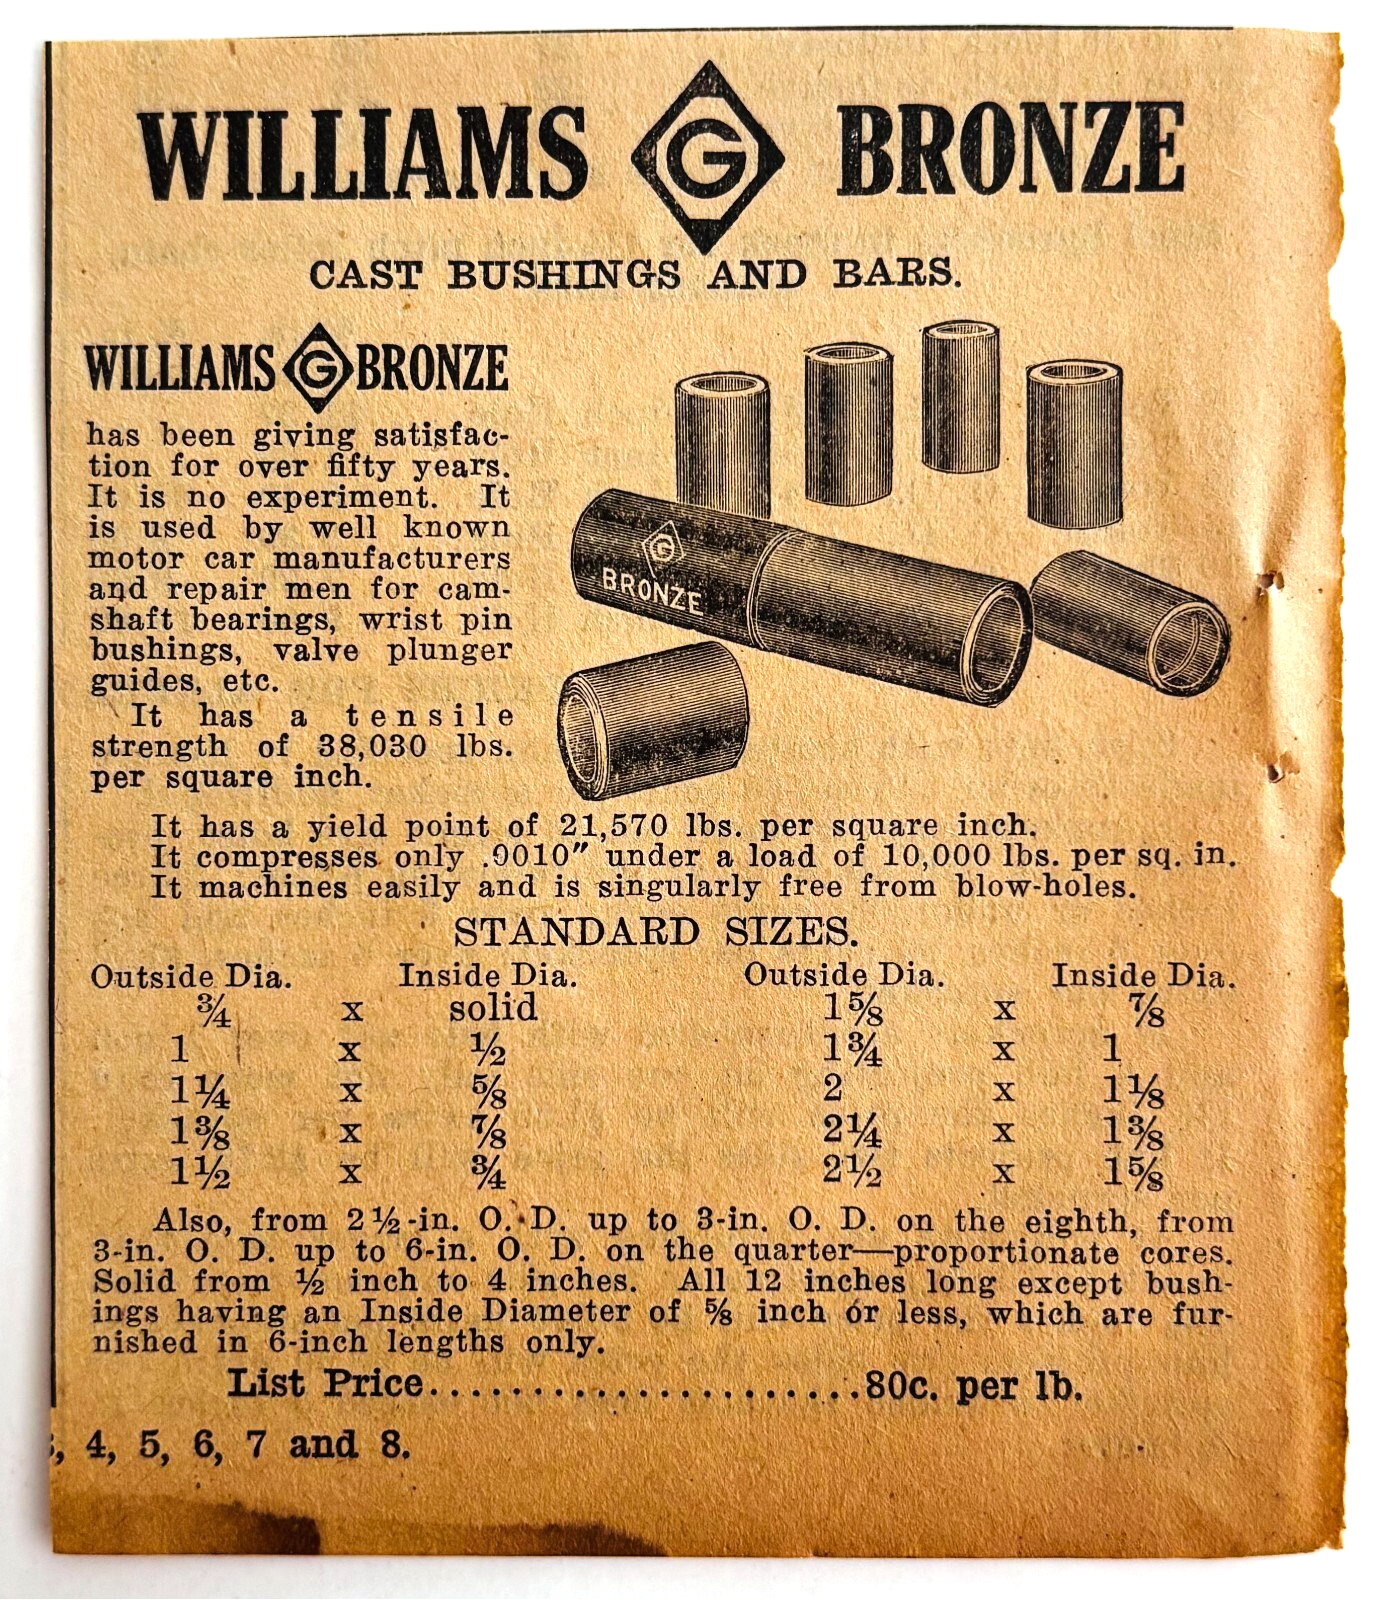 WILLIAMS G BRONZE
CAST BUSHINGS AND BARS.
WILLIAMS G BRONZE
has been giving satisfac-
tion for over fifty years.
It is no experiment. It
is used by well known
motor car manufacturers
and repair men for cam-
shaft bearings, wrist pin
bushings, valve plunger
guides, etc.
It has a tensile
strength of 38,030 lbs.
per square inch.
G
BRONZE
It has a yield point of 21,570 lbs. per square inch.
It compresses only .0010″ under a load of 10,000 lbs. per sq. in.
It machines easily and is singularly free from blow-holes.
STANDARD SIZES.
Outside Dia. Inside Dia. Outside Dia. Inside Dia.
¾ x solid 1⅝ x ⅞
1 x ½ 1¾ x 1
1¼ x ⅝ 2 x 1⅛
1⅜ x ⅞ 2¼ x 1⅜
1½ x ¾ 2½ x 1⅝
Also, from 2½-in. O. D. up to 3-in. O. D. on the eighth, from
3-in. O. D. up to 6-in. O. D. on the quarter—proportionate cores.
Solid from ½ inch to 4 inches. All 12 inches long except bush-
ings having an Inside Diameter of ⅝ inch or less, which are fur-
nished in 6-inch lengths only.
List Price.....................80c. per lb.
, 4, 5, 6, 7 and 8.